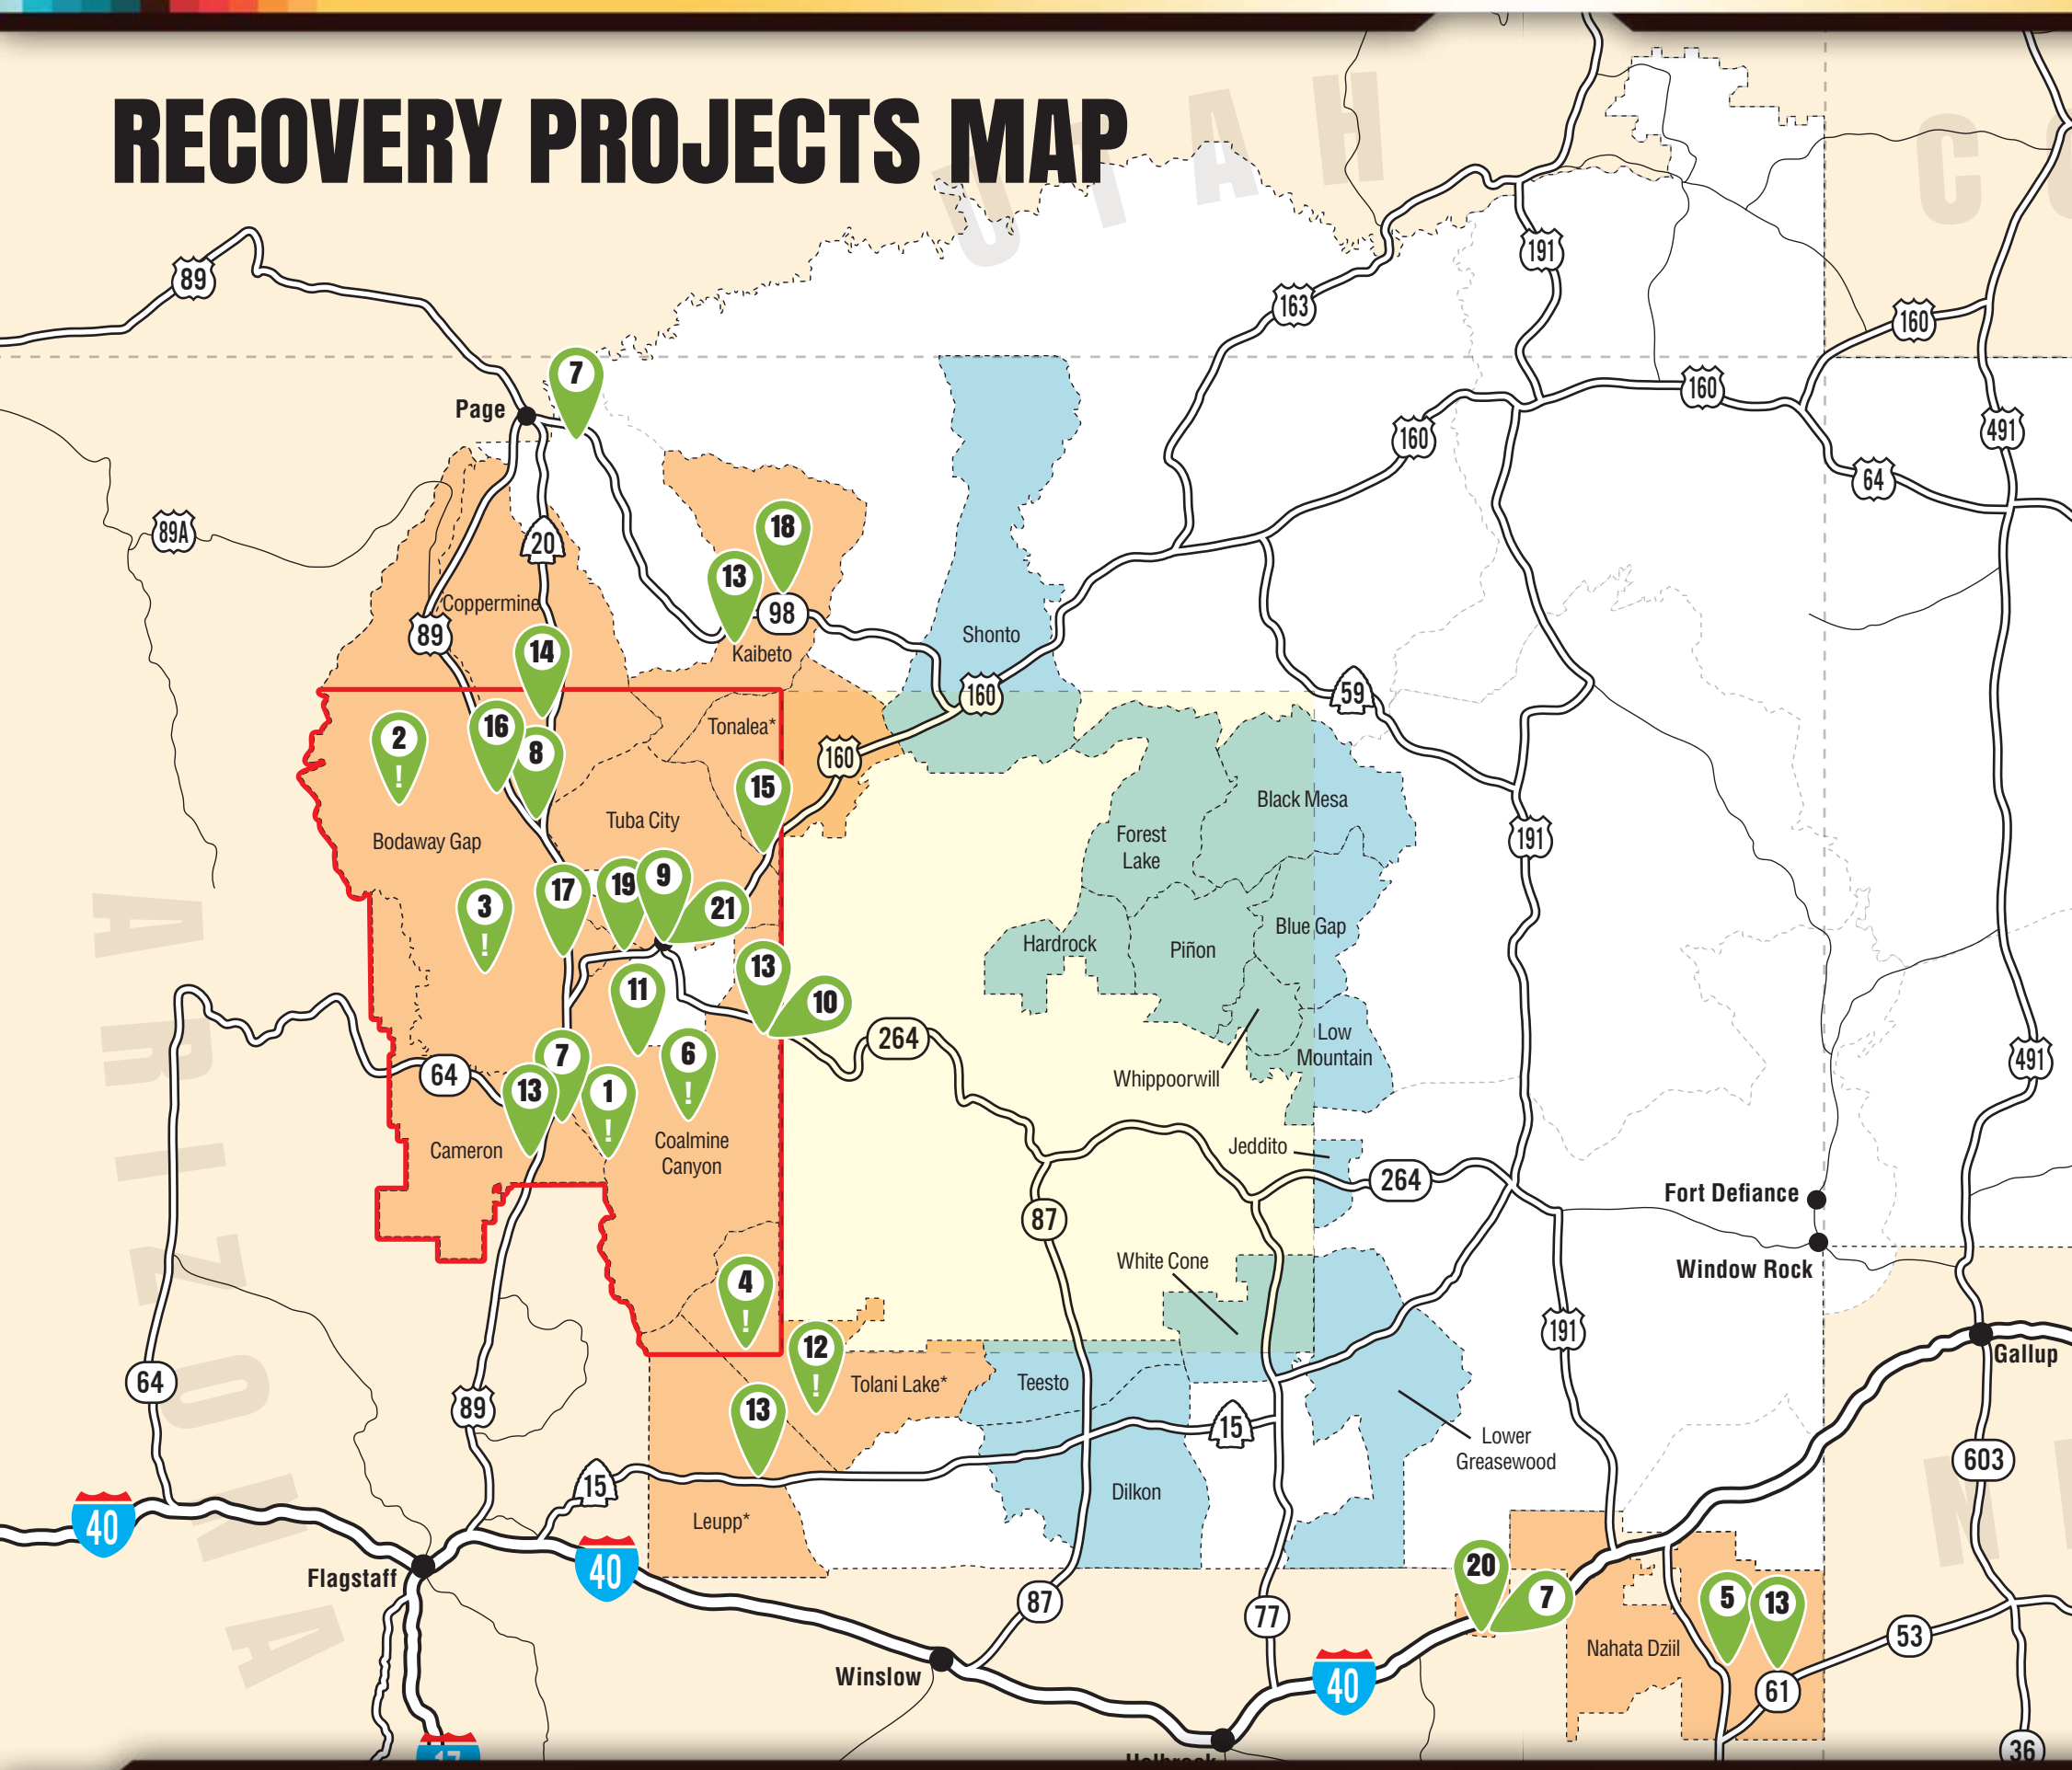 RECOVERY PROJECTS MAP
UTAH
191
89
163
160
7
Page
160
160
491
64
18
89A
20
13
98
Coppermine
89
Shonto
14
Kaibeto
160
59
16
Tonalea*
2
!
8
160
15
Black Mesa
Tuba City
Bodaway Gap
Forest
Lake
191
9
19
17
3
!
21
Blue Gap
Hardrock
Piñon
13
11
10
264
Low
Mountain
7
6
!
64
491
Whippoorwill
13
1
!
Coalmine
Canyon
Cameron
Jeddito
264
Fort Defiance
87
White Cone
Window Rock
4
!
191
12
!
Gallup
64
Teesto
Tolani Lake*
89
13
15
Lower
Greasewood
603
15
Dilkon
40
Leupp*
40
Flagstaff
20
7
5
13
87
77
53
Nahata Dziil
Winslow
40
61
36
ARIZONA